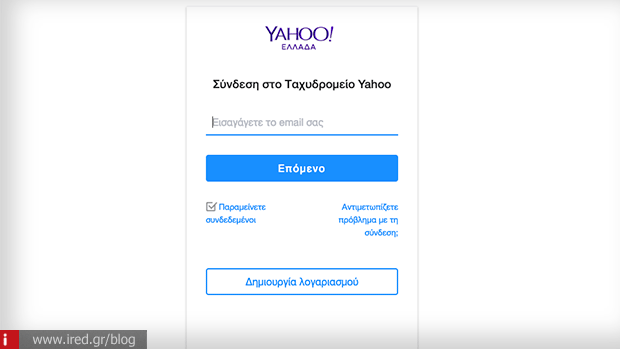 YAHOO!
ΕΛΛΑΔΑ
Σύνδεση στο Ταχυδρομείο Yahoo
Εισαγάγετε το email σας
Επόμενο
Παραμείνετε
συνδεδεμένοι
Αντιμετωπίζετε
πρόβλημα με τη
σύνδεση;
Δημιουργία λογαριασμού
i
www.ired.gr/blog